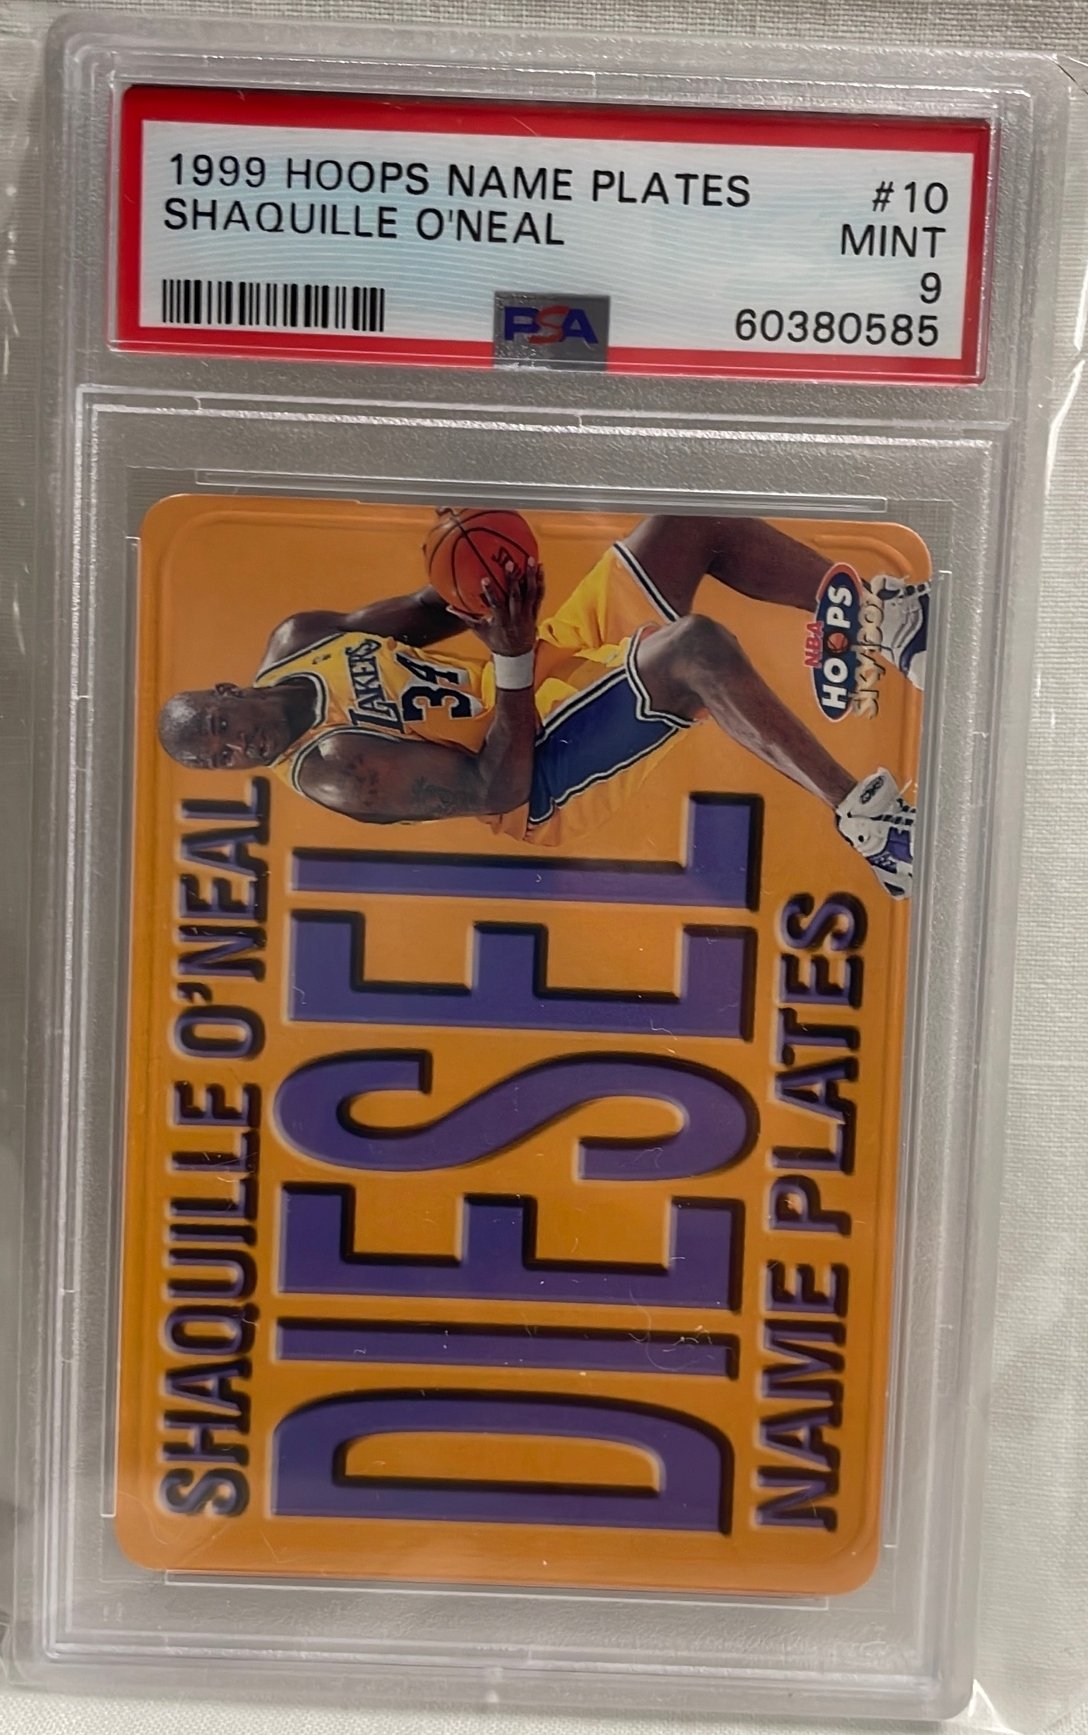 1999 HOOPS NAME PLATES #10
SHAQUILLE O'NEAL MINT
9
PSA 60380585
SHAQUILLE O'NEAL
DIESEL
NAME PLATES
LAKERS
34
NBA
HOOPS
SKYBOX